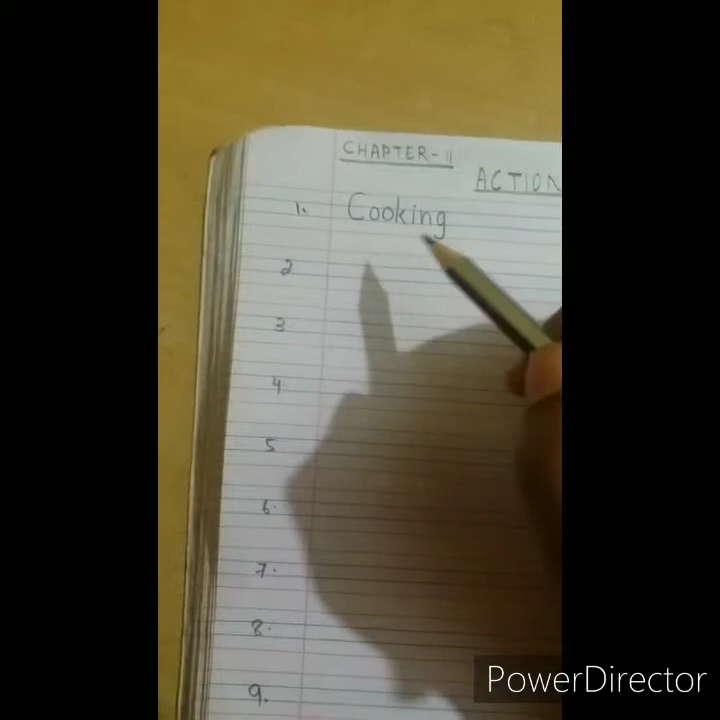 CHAPTER-11
ACTION
1. Cooking
2
3
4
5
6.
7.
8.
9.
PowerDirector